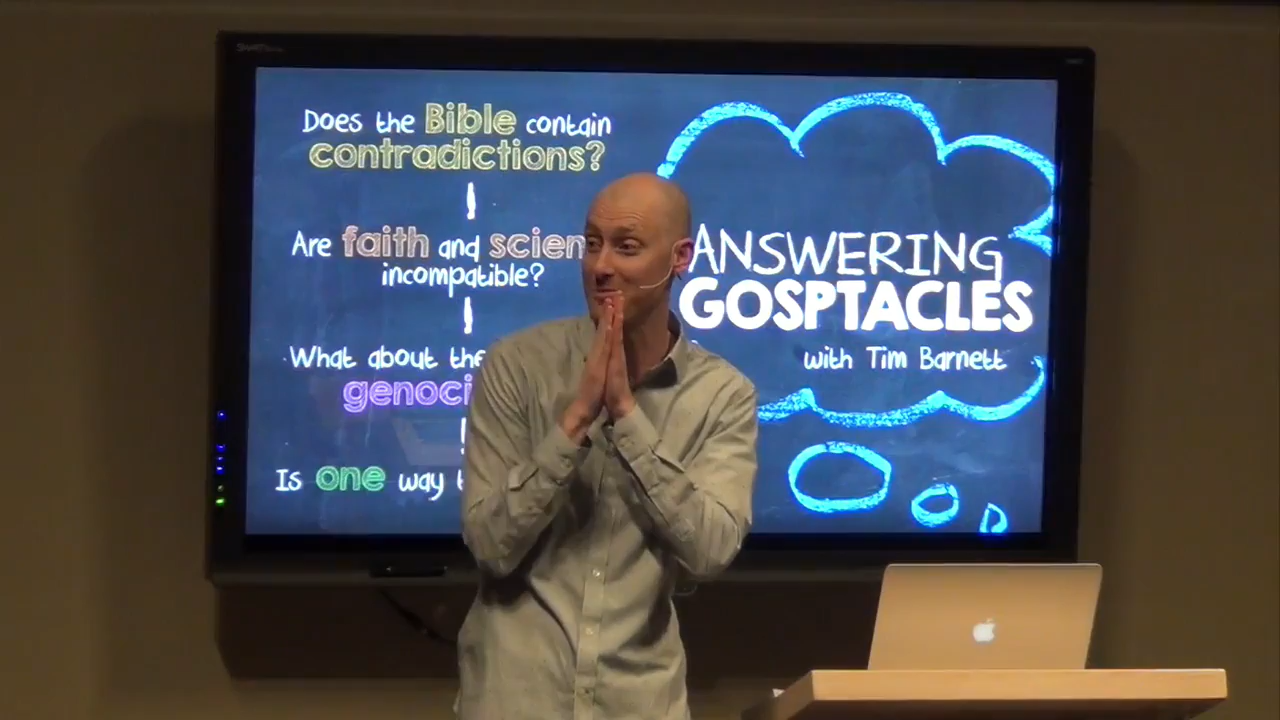 SMART
Does the Bible contain
contradictions?
Are faith and scien
incompatible?
What about the
genoci
Is one way t
ANSWERING
GOSPTACLES
with Tim Barnett